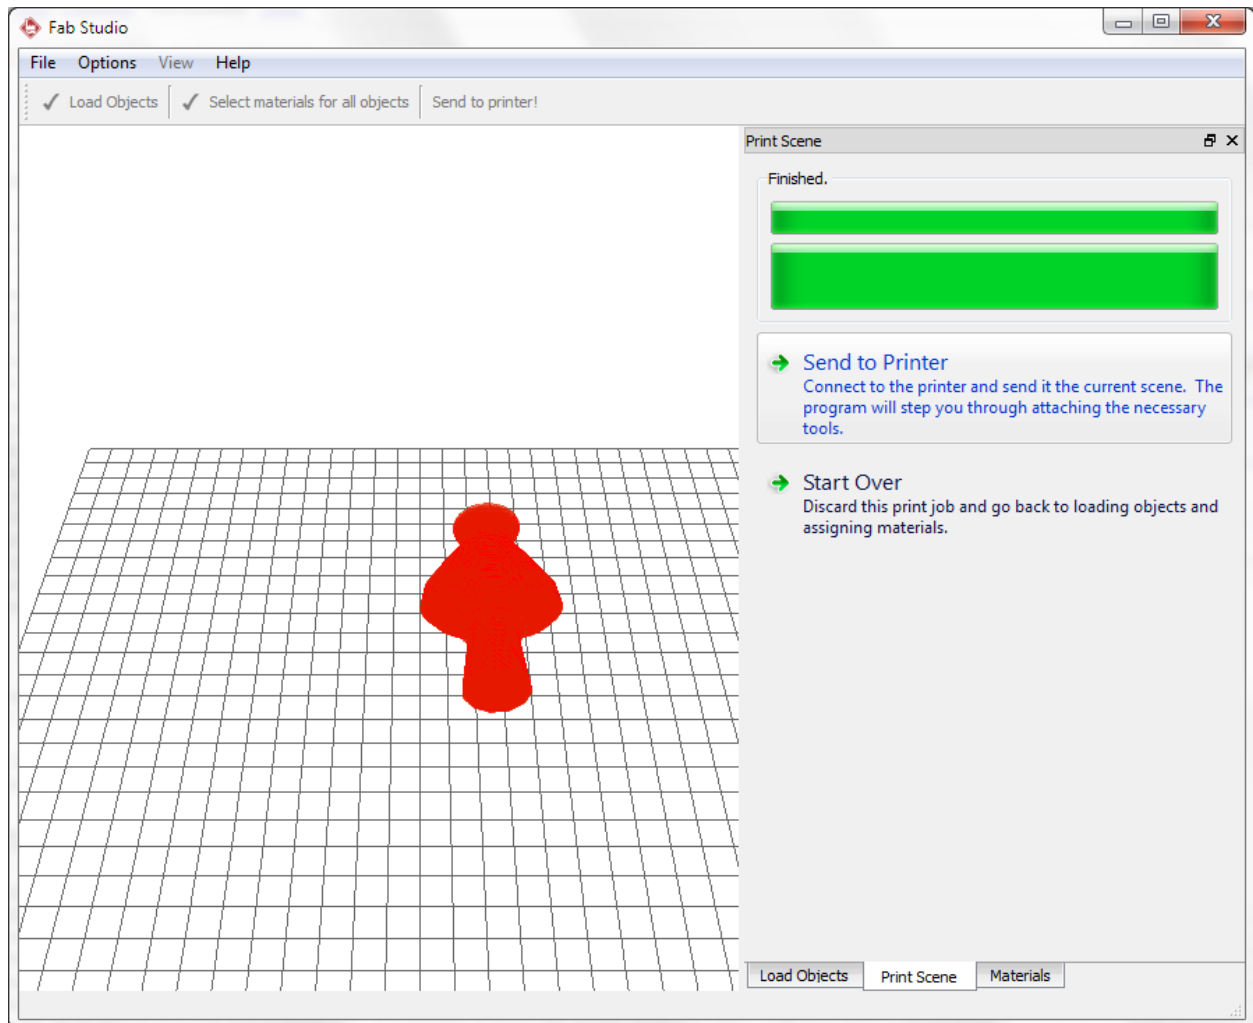 Fab Studio
File Options View Help
Load Objects Select materials for all objects Send to printer!
Print Scene
Finished.
Send to Printer
Connect to the printer and send it the current scene. The
program will step you through attaching the necessary
tools.
Start Over
Discard this print job and go back to loading objects and
assigning materials.
Load Objects Print Scene Materials